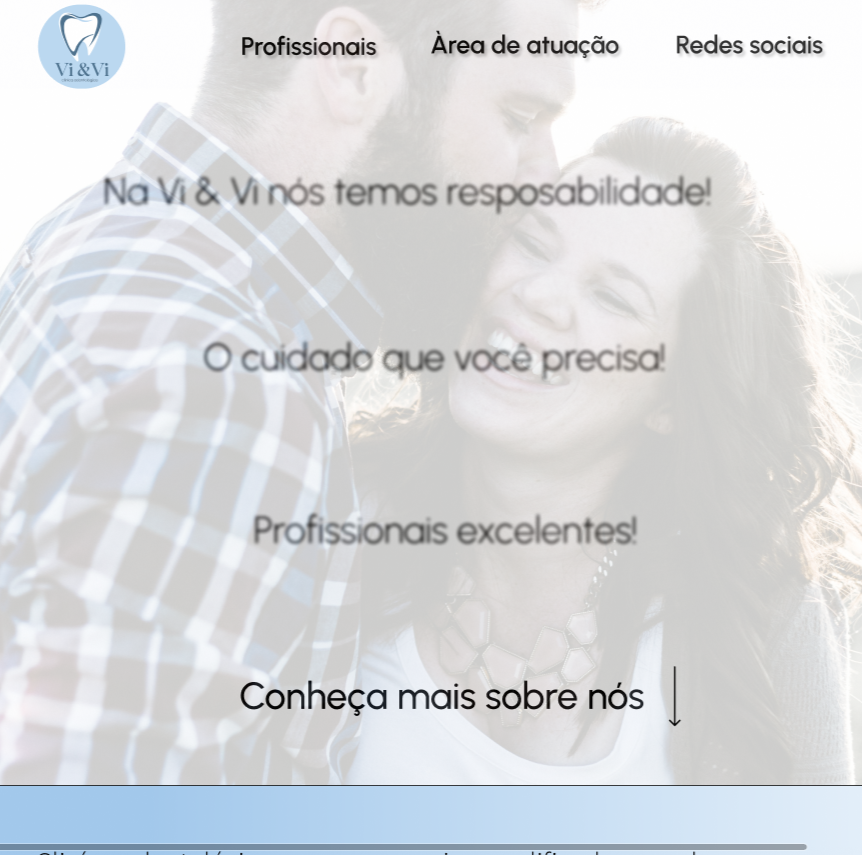 Vi & Vi
Profissionais
Àrea de atuação
Redes sociais
Na Vi & Vi nós temos resposabilidade!
O cuidado que você precisa!
Profissionais excelentes!
Conheça mais sobre nós